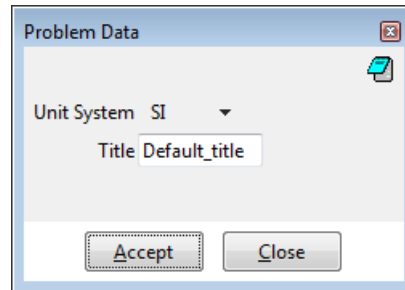 Problem Data
Unit System SI
Title Default_title
Accept Close